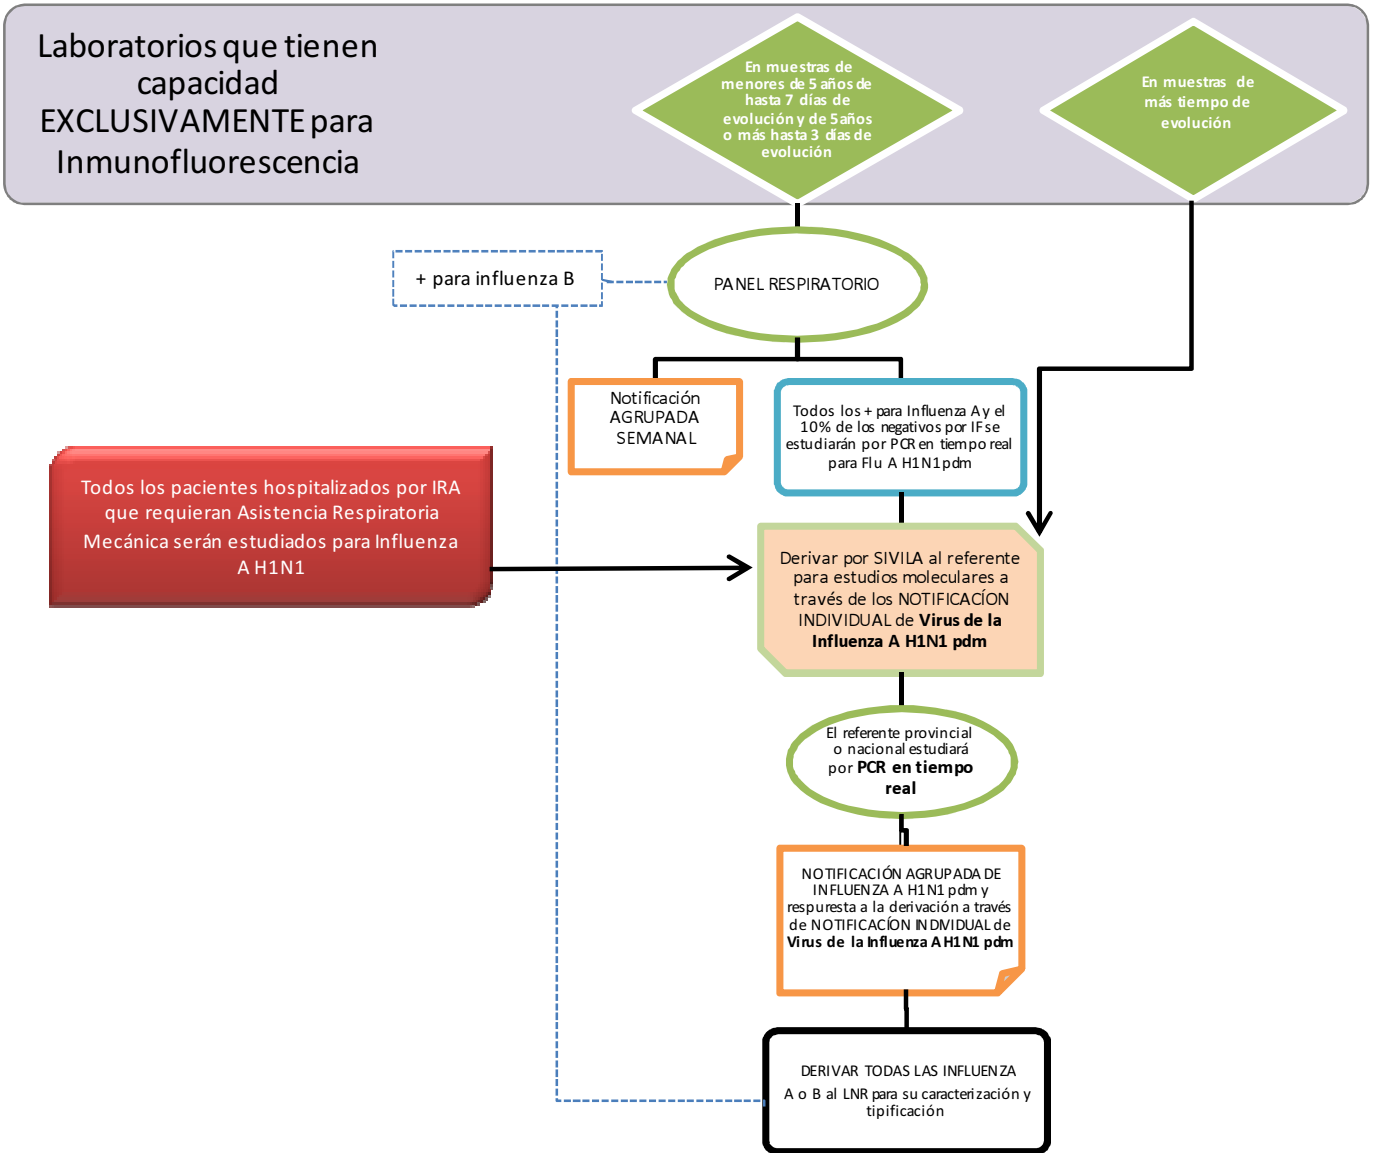 Laboratorios que tienen
capacidad
EXCLUSIVAMENTE para
Inmunofluorescencia
En muestras de
menores de 5 años de
hasta 7 días de
evolución y de 5años
o más hasta 3 días de
evolución
En muestras de
más tiempo de
evolución
+ para influenza B
PANEL RESPIRATORIO
Notificación
AGRUPADA
SEMANAL
Todos los + para Influenza A y el
10% de los negativos por IF se
estudiarán por PCR en tiempo real
para Flu A H1N1pdm
Todos los pacientes hospitalizados por IRA
que requieran Asistencia Respiratoria
Mecánica serán estudiados para Influenza
A H1N1
Derivar por SIVILA al referente
para estudios moleculares a
través de los NOTIFICACÍON
INDIVIDUAL de Virus de la
Influenza A H1N1 pdm
El referente provincial
o nacional estudiará
por PCR en tiempo
real
NOTIFICACIÓN AGRUPADA DE
INFLUENZA A H1N1 pdm y
respuresta a la derivación a través
de NOTIFICACÍON INDIVIDUAL de
Virus de la Influenza A H1N1 pdm
DERIVAR TODAS LAS INFLUENZA
A o B al LNR para su caracterización y
tipificación